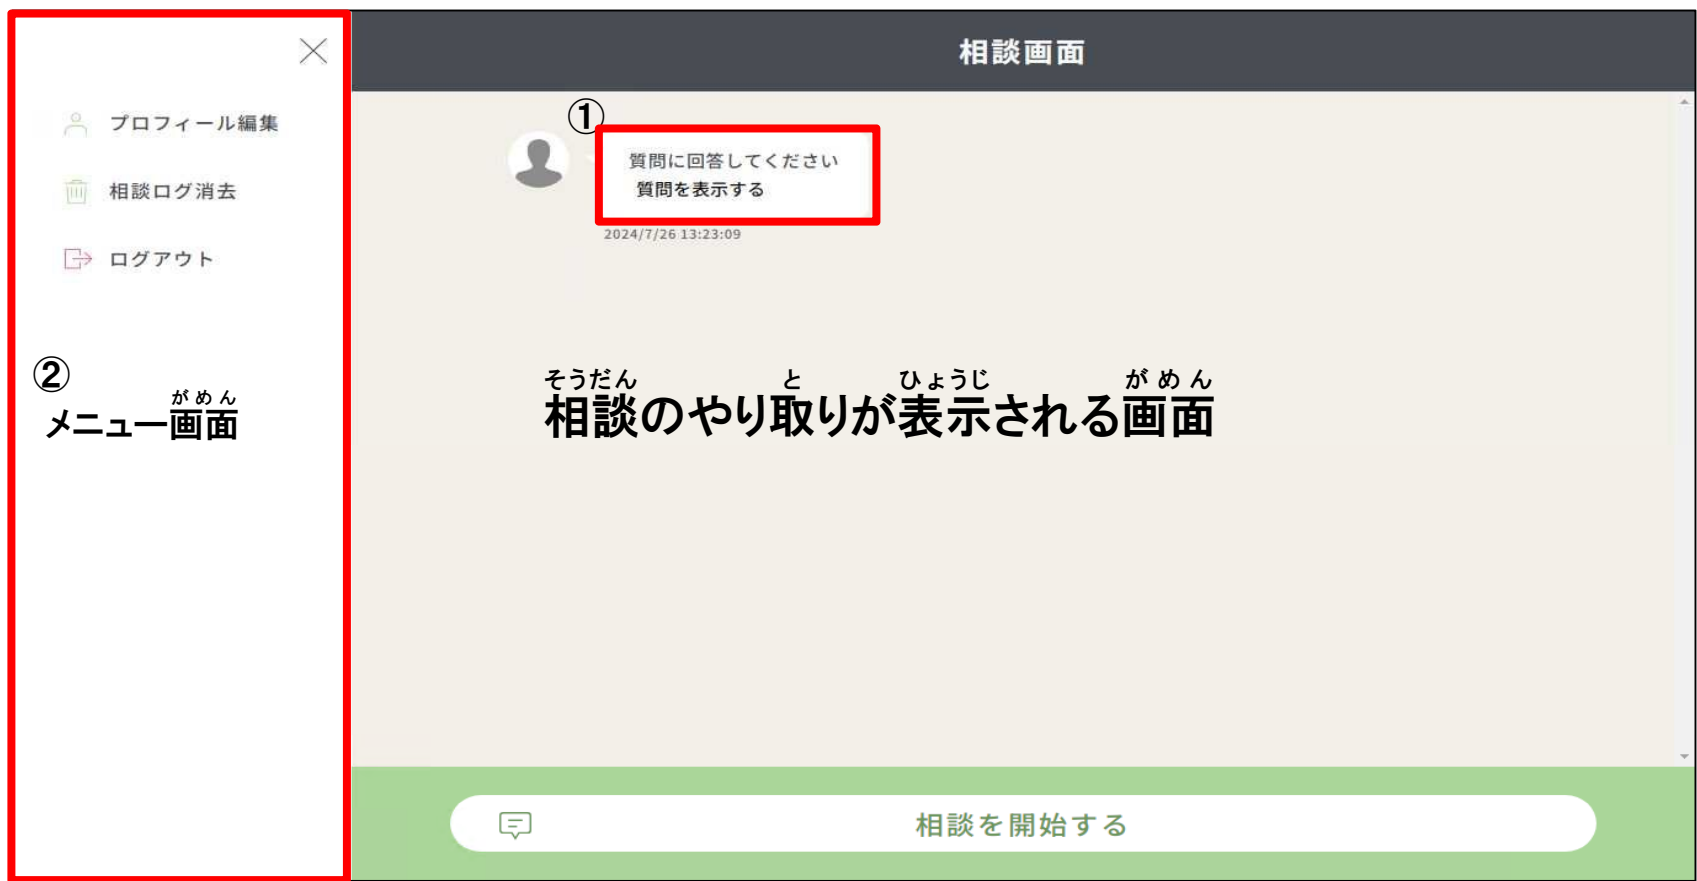 プロフィール編集
相談ログ消去
ログアウト
②
がめん
メニュー画面
相談画面
①
質問に回答してください
質問を表示する
2024/7/26 13:23:09
そうだん と ひょうじ がめん
相談のやり取りが表示される画面
相談を開始する